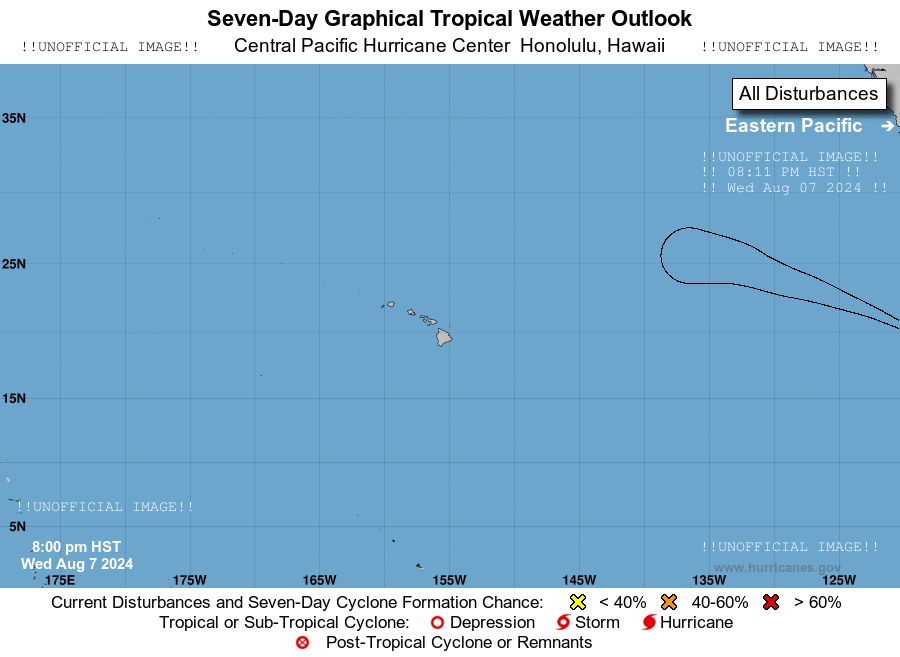 Seven-Day Graphical Tropical Weather Outlook
!!UNOFFICIAL IMAGE!! Central Pacific Hurricane Center Honolulu, Hawaii !!UNOFFICIAL IMAGE!!
All Disturbances
35N
Eastern Pacific
!!UNOFFICIAL IMAGE!!
!! 08:11 PM HST !!
!! Wed Aug 07 2024 !!
25N
15N
!!UNOFFICIAL IMAGE!!
5N
8:00 pm HST
Wed Aug 7 2024
!!UNOFFICIAL IMAGE!!
www.hurricanes.gov
175E 175W 165W 155W 145W 135W 125W
Current Disturbances and Seven-Day Cyclone Formation Chance: < 40% 40-60% > 60%
Tropical or Sub-Tropical Cyclone: Depression Storm Hurricane
Post-Tropical Cyclone or Remnants